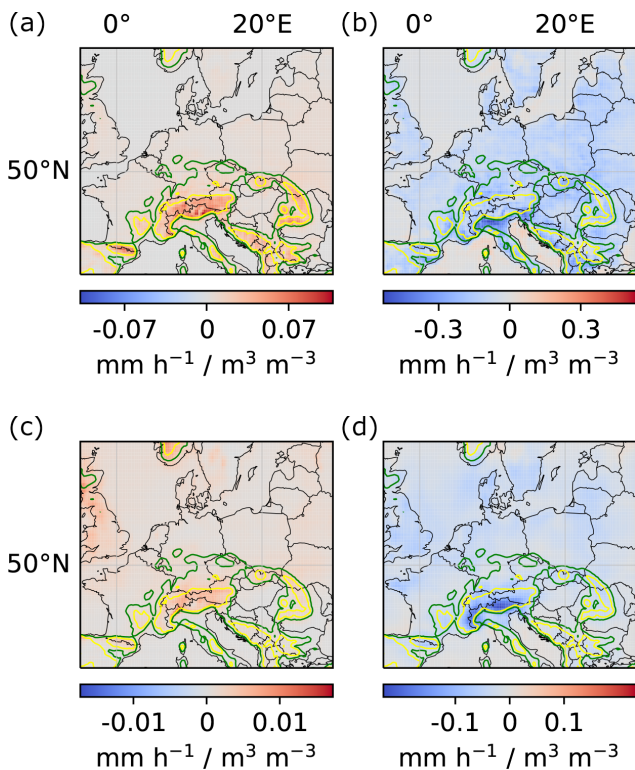 (a) 0° 20°E (b) 0° 20°E
50°N
-0.07 0 0.07 -0.3 0 0.3
mm h⁻¹ / m³ m⁻³ mm h⁻¹ / m³ m⁻³
(c) (d)
50°N
-0.01 0 0.01 -0.1 0 0.1
mm h⁻¹ / m³ m⁻³ mm h⁻¹ / m³ m⁻³